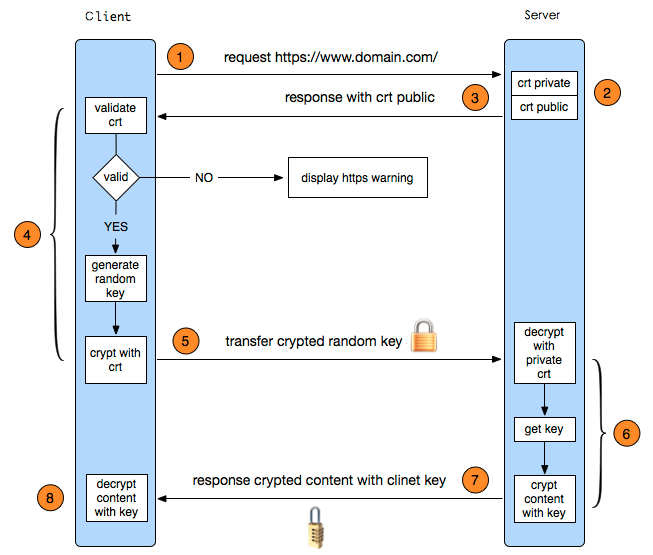 Client
Server
1
request https://www.domain.com/
crt private
2
response with crt public
3
crt public
validate
crt
valid
NO
display https warning
YES
4
generate
random
key
5
transfer crypted random key
decrypt
with
private
crt
crypt with
crt
get key
6
response crypted content with clinet key
7
8
decrypt
content
with key
crypt
content
with key